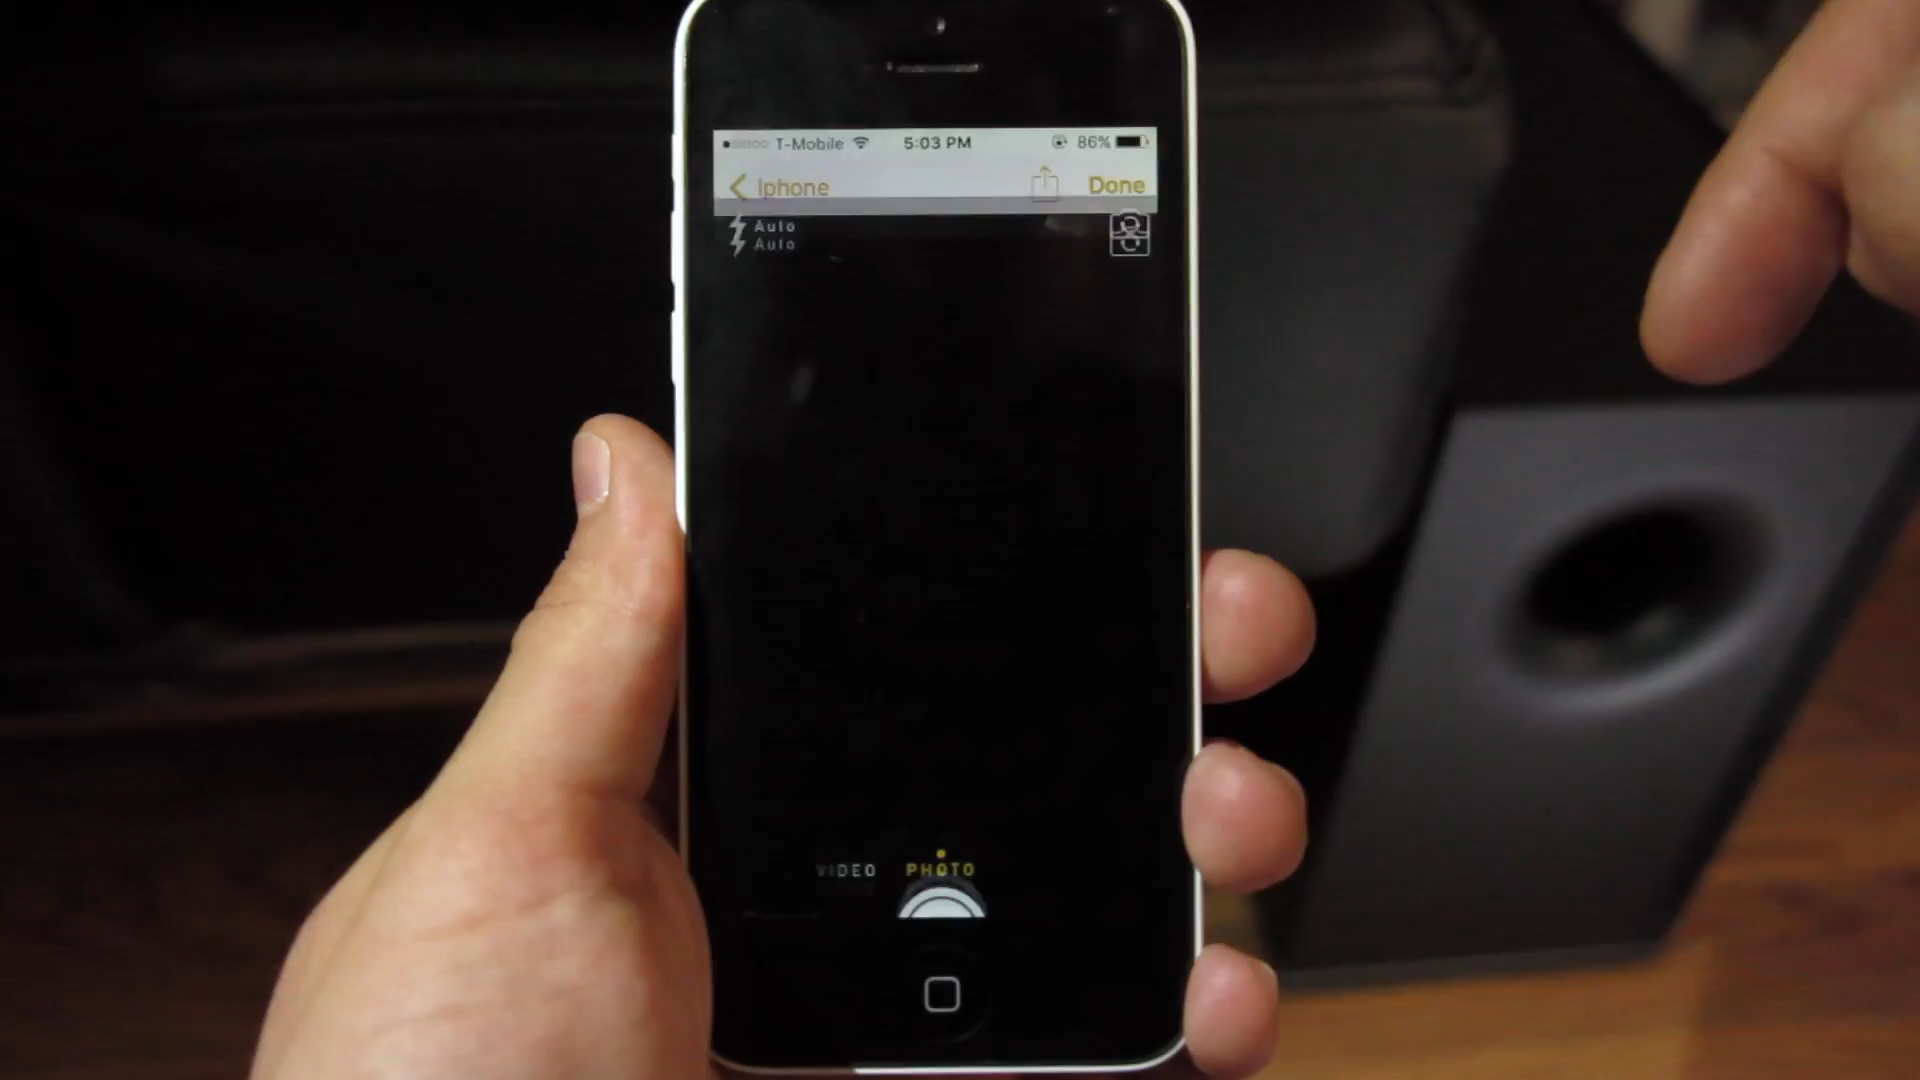 T-Mobile 5:03 PM 86%
Iphone Done
Auto
Auto
VIDEO PHOTO